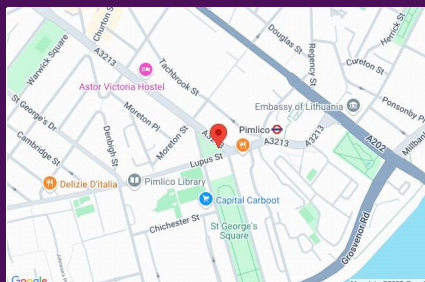 Churton St
A3213
Warwick Square
Douglas St
Regency St
Herrick St
Cureton St
Astor Victoria Hostel
Tachbrook St
Embassy of Lithuania
Ponsonby Pl
St George's Dr
Moreton Pl
Moreton St
A3213
Pimlico
A3213
A202
Millbank
Cambridge St
Denbigh St
Lupus St
Delizie D'italia
Pimlico Library
Capital Carboot
Chichester St
St George's
Square
Grosvenor Rd
Google